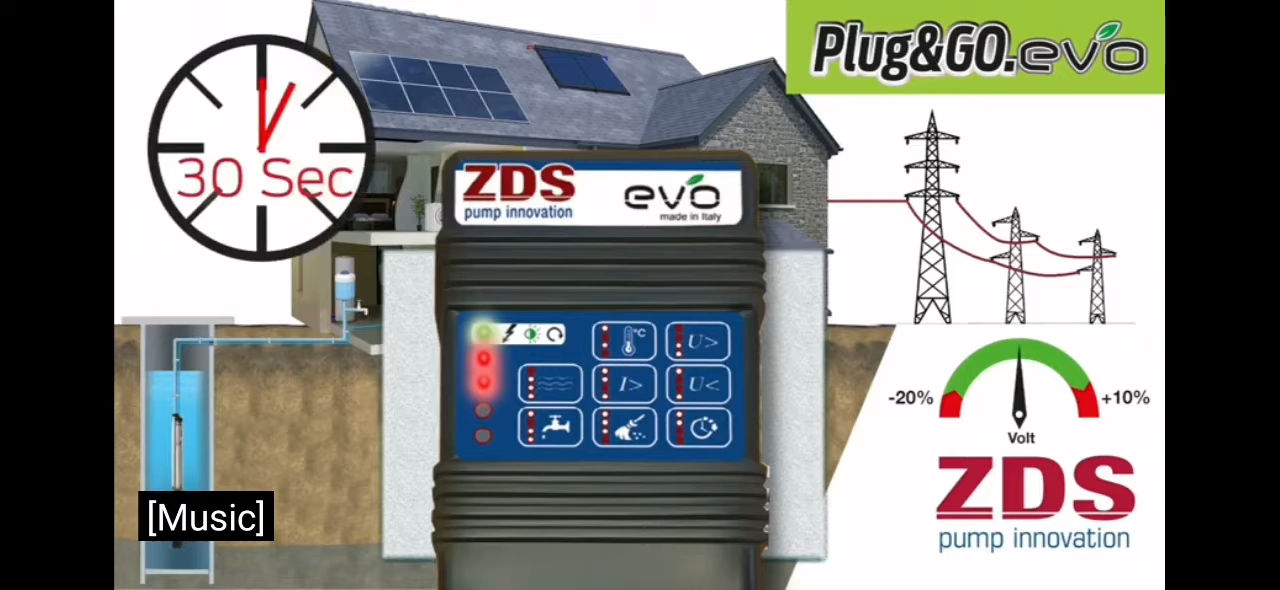 Plug&GO.evo
30 Sec
ZDS
pump innovation
evo
made in Italy
°C
U>
I>
U<
-20%
+10%
Volt
ZDS
pump innovation
[Music]